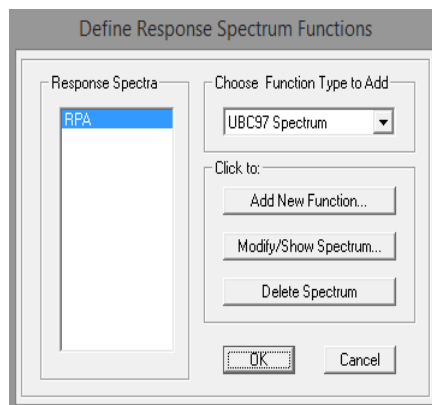 Define Response Spectrum Functions
Response Spectra
RPA
Choose Function Type to Add
UBC97 Spectrum
Click to:
Add New Function...
Modify/Show Spectrum...
Delete Spectrum
OK
Cancel